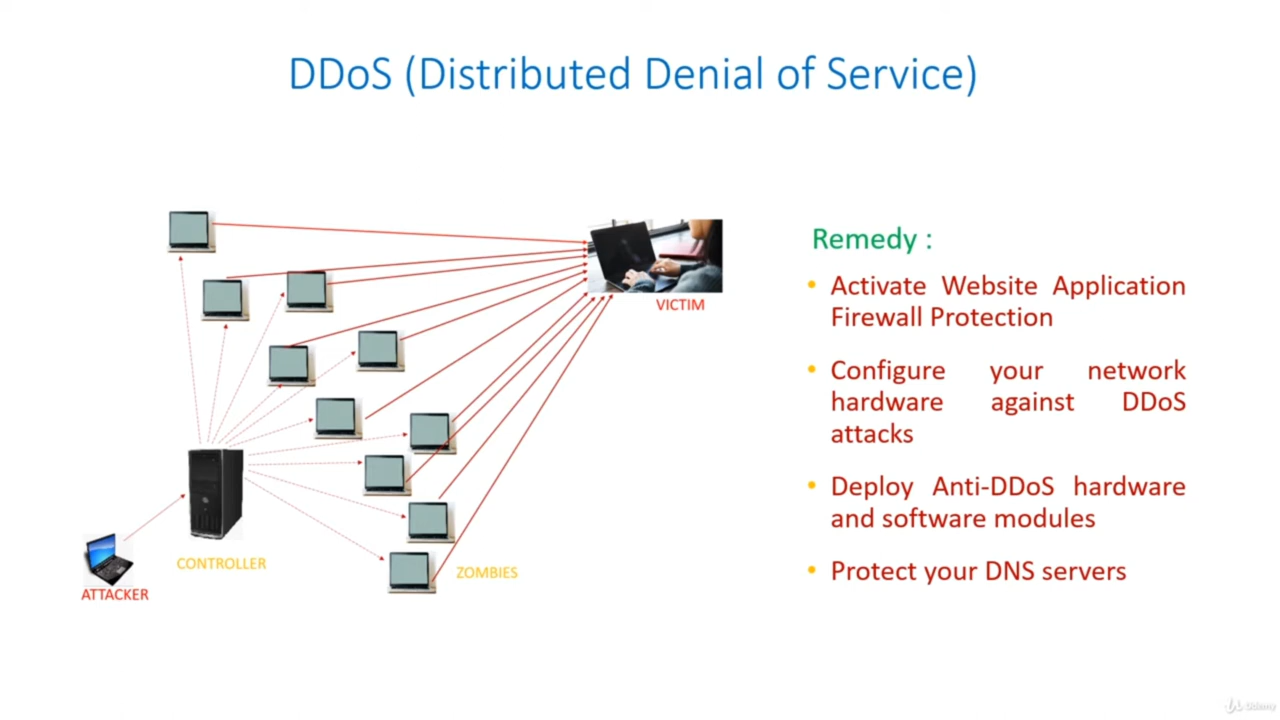 DDoS (Distributed Denial of Service)
VICTIM
CONTROLLER
ATTACKER
ZOMBIES
Remedy :
• Activate Website Application
Firewall Protection
• Configure your network
hardware against DDoS
attacks
• Deploy Anti-DDoS hardware
and software modules
• Protect your DNS servers
Udemy